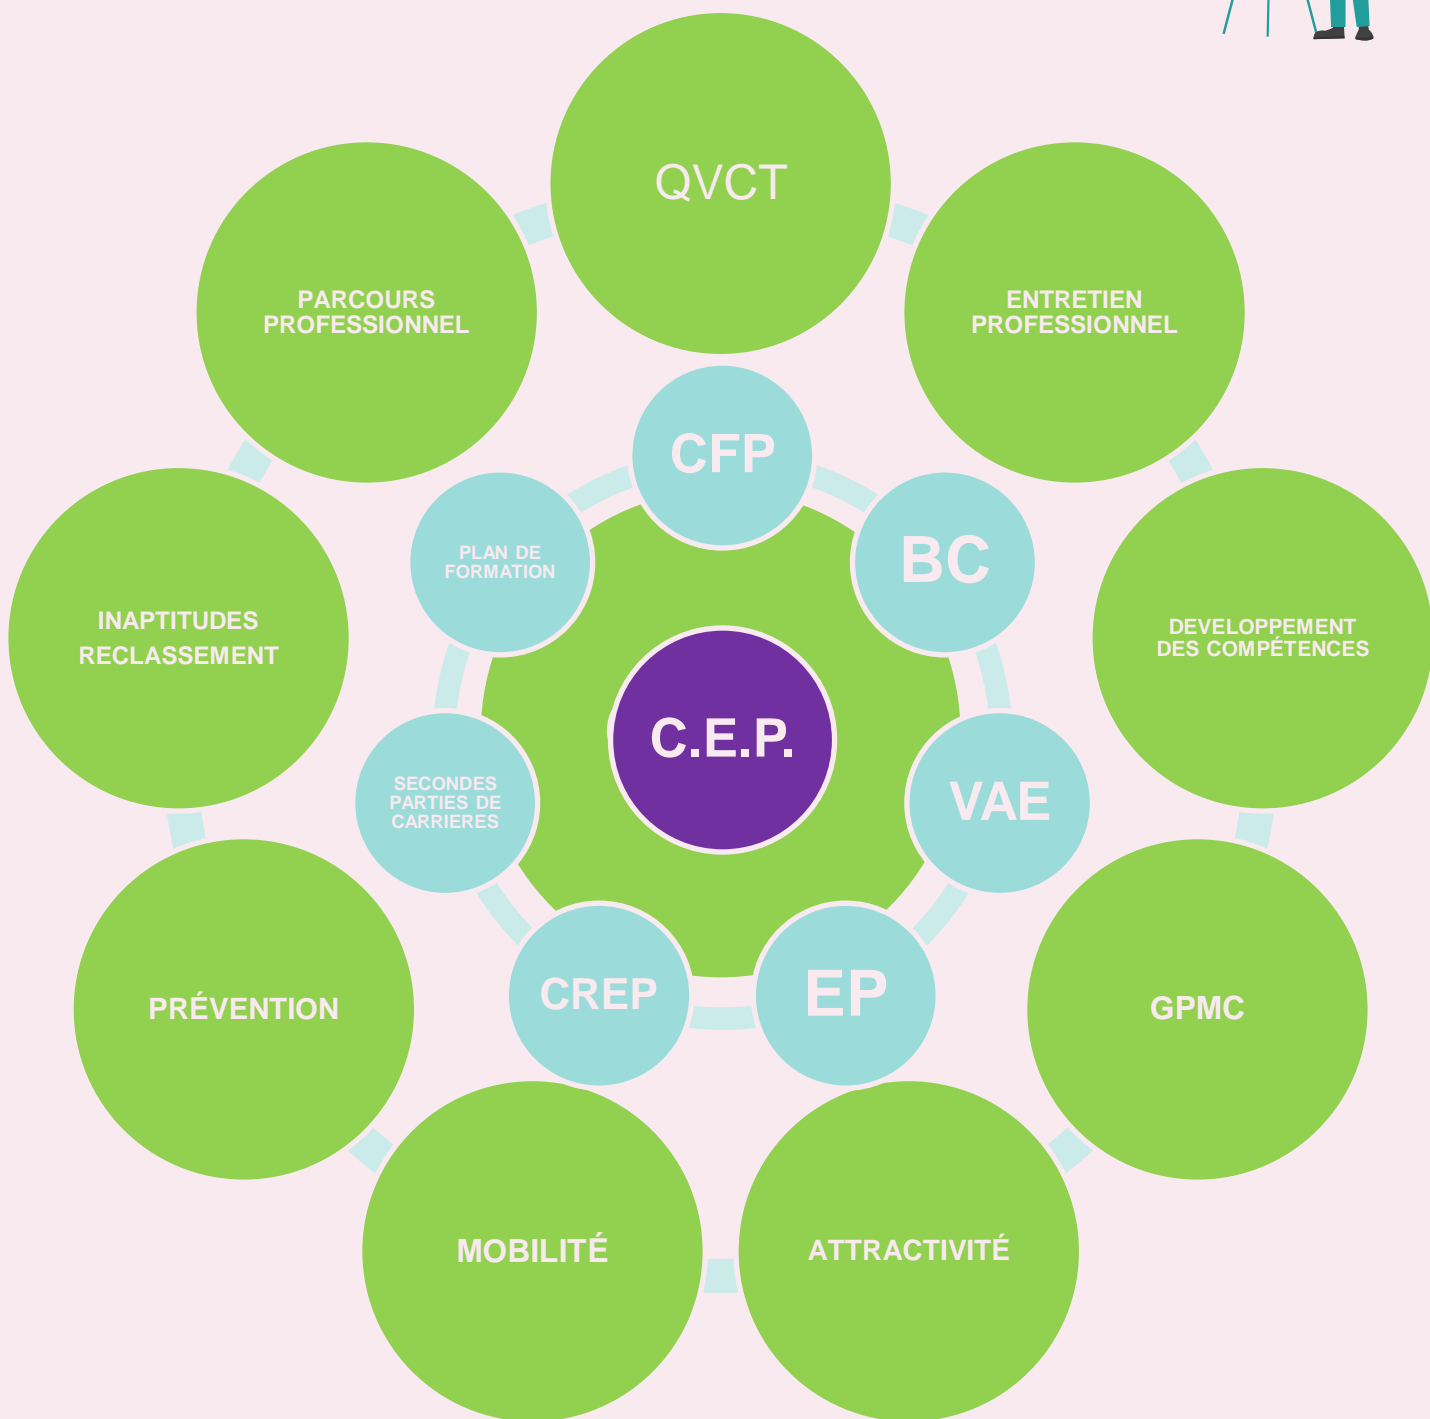 QVCT
PARCOURS
PROFESSIONNEL
ENTRETIEN
PROFESSIONNEL
CFP
PLAN DE
FORMATION
BC
INAPTITUDES
RECLASSEMENT
DEVELOPPEMENT
DES COMPÉTENCES
C.E.P.
SECONDES
PARTIES DE
CARRIERES
VAE
CREP
EP
PRÉVENTION
GPMC
MOBILITÉ
ATTRACTIVITÉ